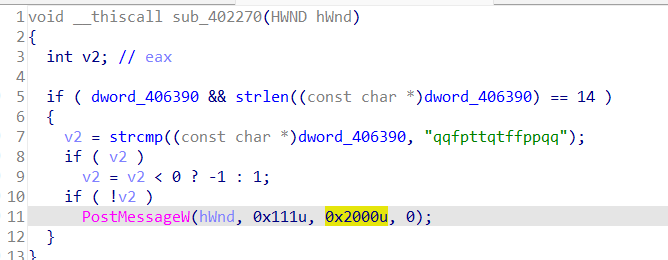 1 void __thiscall sub_402270(HWND hWnd)
2 {
3 int v2; // eax
4
5 if ( dword_406390 && strlen((const char *)dword_406390) == 14 )
6 {
7 v2 = strcmp((const char *)dword_406390, "qqfpttqtffppqq");
8 if ( v2 )
9 v2 = v2 < 0 ? -1 : 1;
10 if ( !v2 )
11 PostMessageW(hWnd, 0x111u, 0x2000u, 0);
12 }
13 }